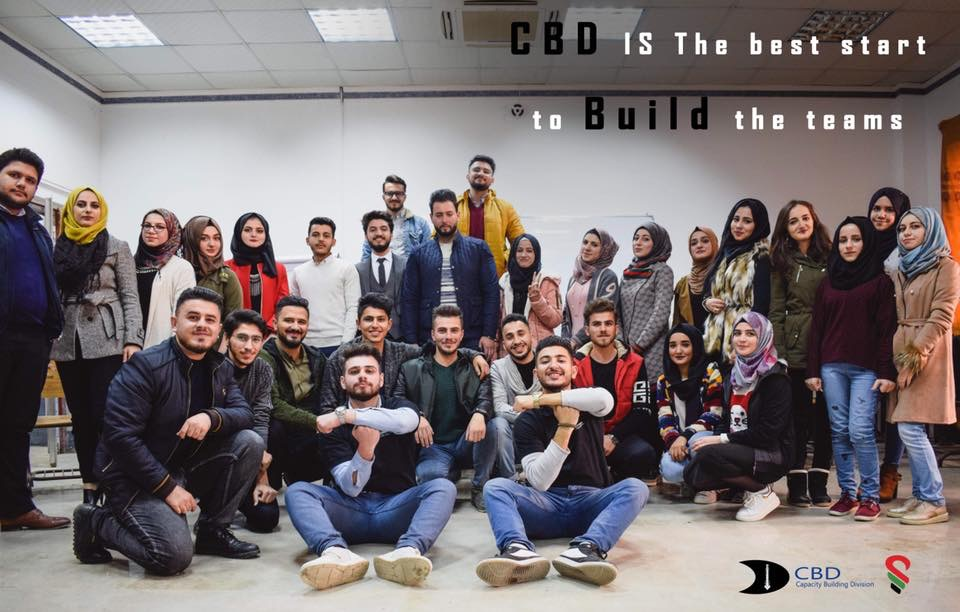 CBD IS The best start
to Build the teams
CBD
Capacity Building Division